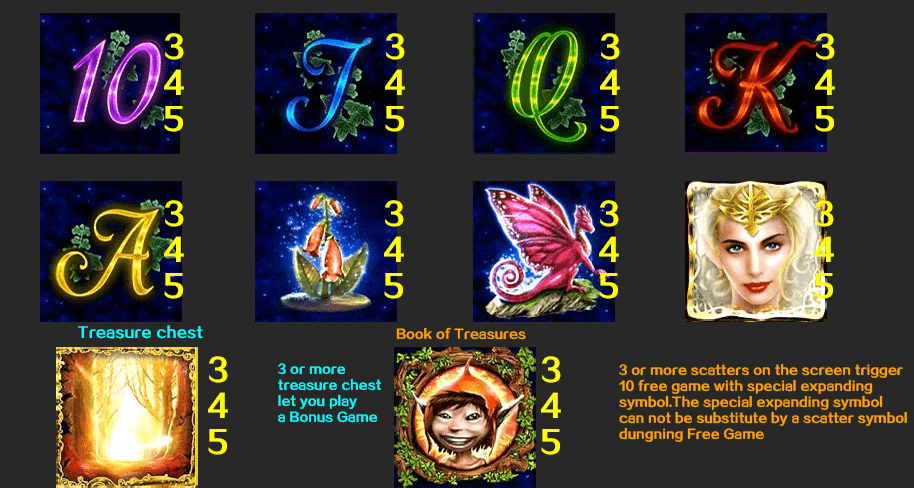 10 3 J 3 Q 3 K 3
4 4 4 4
5 5 5 5
A 3 3 3 3
4 4 4 4
5 5 5 5
Treasure chest
Book of Treasures
3
4
5
3 or more
treasure chest
let you play
a Bonus Game
3
4
5
3 or more scatters on the screen trigger
10 free game with special expanding
symbol.The special expanding symbol
can not be substitute by a scatter symbol
dungning Free Game